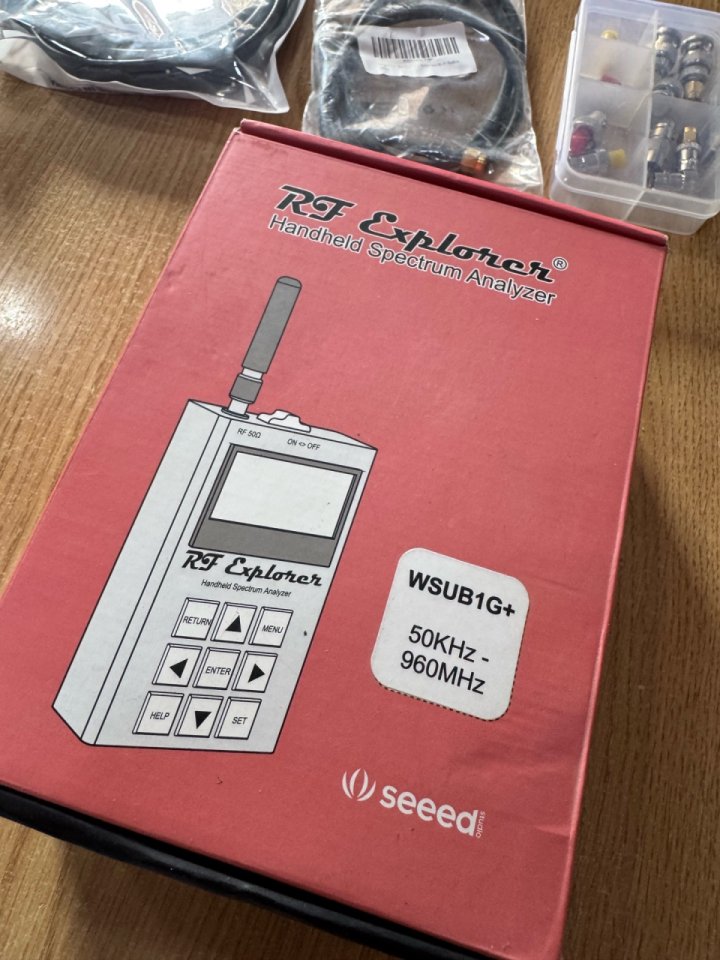 RF Explorer®
Handheld Spectrum Analyzer
RF 50Ω
ON <> OFF
RF Explorer
Handheld Spectrum Analyzer
RETURN
MENU
ENTER
HELP
SET
WSUB1G+
50KHz -
960MHz
seeed
studio